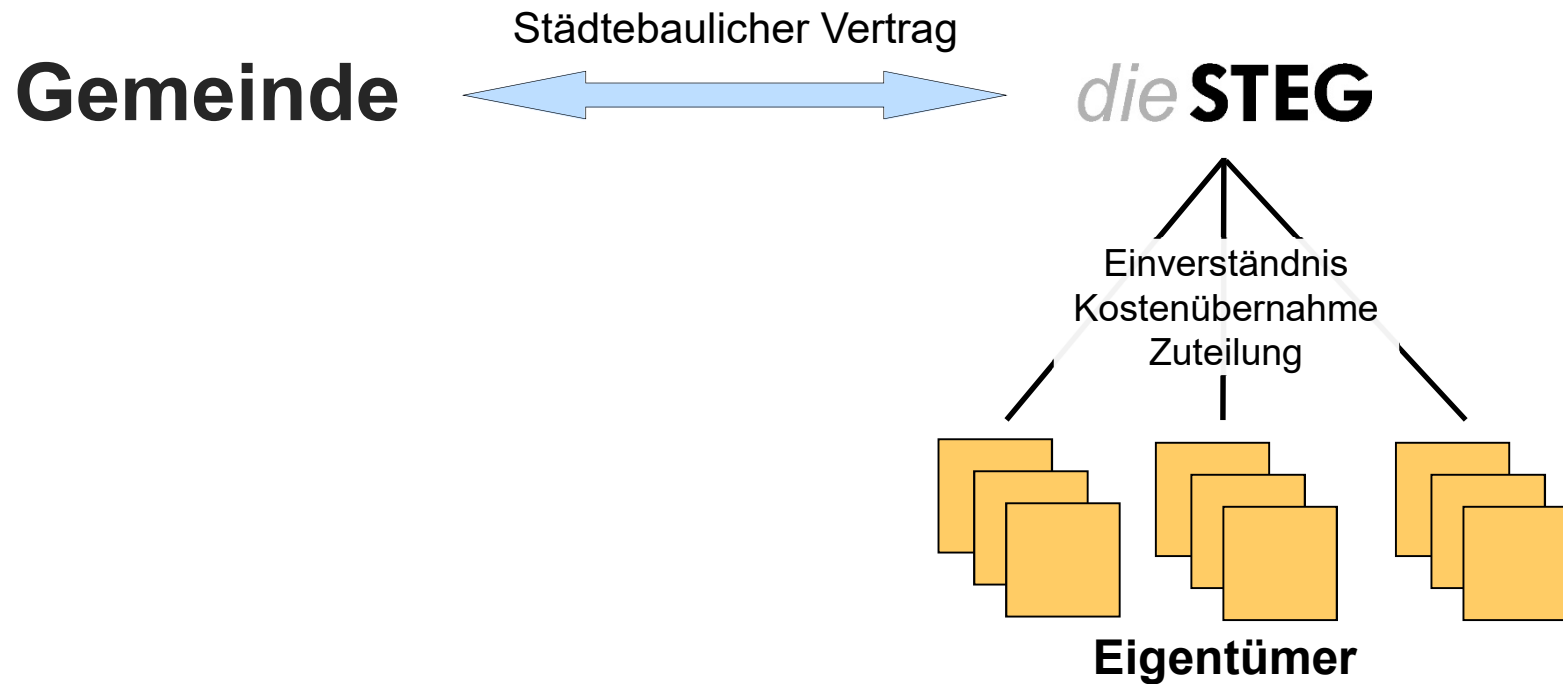 Städtebaulicher Vertrag
Gemeinde
die STEG
Einverständnis
Kostenübernahme
Zuteilung
Eigentümer